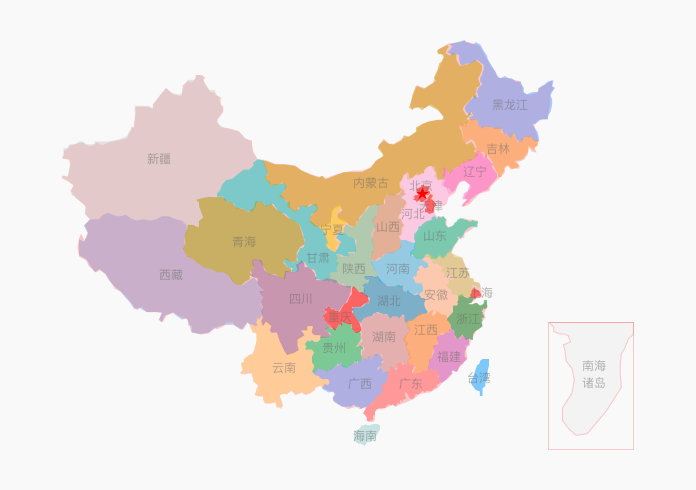 黑龙江
吉林
新疆
辽宁
内蒙古
北京
天津
河北
宁夏
山西
山东
青海
甘肃
陕西
河南
江苏
西藏
四川
湖北
安徽
上海
重庆
浙江
湖南
江西
贵州
福建
云南
广西
广东
台湾
海南
南海
诸岛